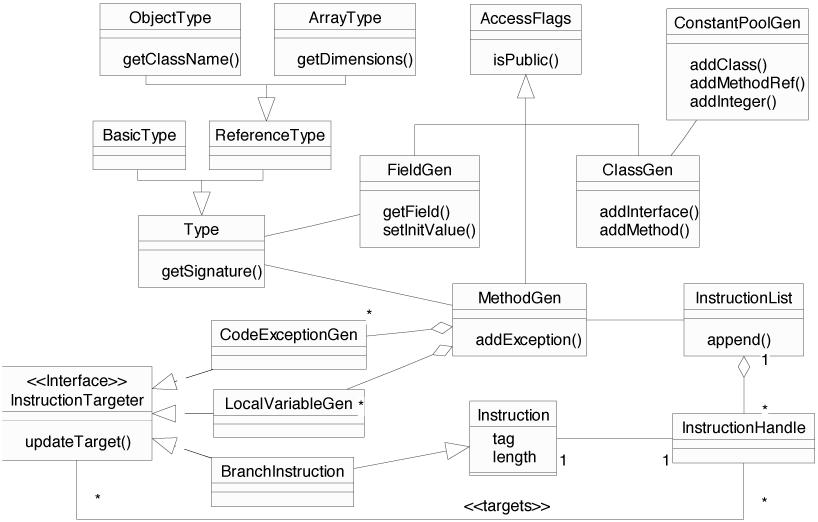 ObjectType
getClassName()
ArrayType
getDimensions()
AccessFlags
isPublic()
ConstantPoolGen
addClass()
addMethodRef()
addInteger()
BasicType
ReferenceType
FieldGen
getField()
setInitValue()
ClassGen
addInterface()
addMethod()
Type
getSignature()
MethodGen
addException()
InstructionList
append()
1
*
CodeExceptionGen
*
<<Interface>>
InstructionTargeter
updateTarget()
LocalVariableGen
*
Instruction
tag
length
1
InstructionHandle
1
BranchInstruction
*
<<targets>>
*